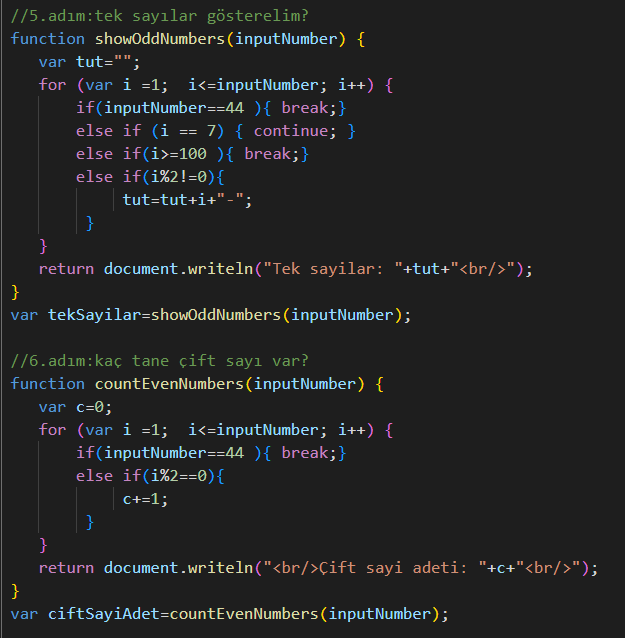 //5.adım:tek sayılar gösterelim?
function showOddNumbers(inputNumber) {
var tut="";
for (var i =1;  i<=inputNumber; i++) {
if(inputNumber==44 ){ break;}
else if (i == 7) { continue; }
else if(i>=100 ){ break;}
else if(i%2!=0){
tut=tut+i+"-";
}
}
return document.writeln("Tek sayilar: "+tut+"<br/>");
}
var tekSayilar=showOddNumbers(inputNumber);
//6.adım:kaç tane çift sayı var?
function countEvenNumbers(inputNumber) {
var c=0;
for (var i =1;  i<=inputNumber; i++) {
if(inputNumber==44 ){ break;}
else if(i%2==0){
c+=1;
}
}
return document.writeln("<br/>Çift sayi adeti: "+c+"<br/>");
}
var ciftSayiAdet=countEvenNumbers(inputNumber);